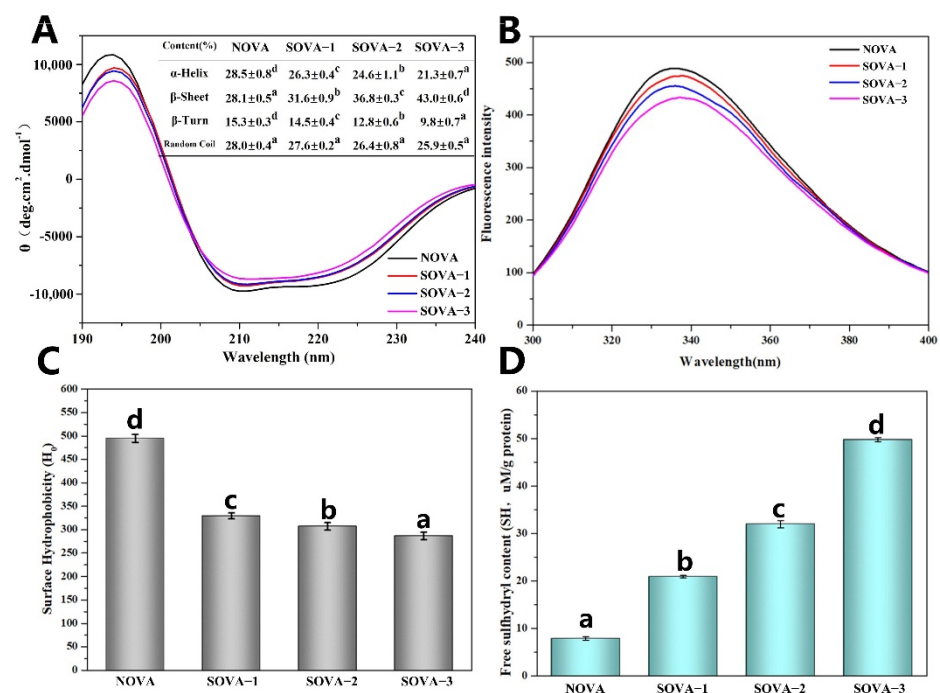 A
Content(%) NOVA SOVA−1 SOVA−2 SOVA−3
α-Helix 28.5±0.8d 26.3±0.4c 24.6±1.1b 21.3±0.7a
β-Sheet 28.1±0.5a 31.6±0.9b 36.8±0.3c 43.0±0.6d
β-Turn 15.3±0.3d 14.5±0.4c 12.8±0.6b 9.8±0.7a
Random Coil 28.0±0.4a 27.6±0.2a 26.4±0.8a 25.9±0.5a
10,000
5000
0
-5000
-10,000
θ (deg.cm2.dmol-1)
NOVA
SOVA−1
SOVA−2
SOVA−3
190 200 210 220 230 240
Wavelength (nm)
B
500
400
300
200
100
0
Fluorescence intensity
NOVA
SOVA−1
SOVA−2
SOVA−3
300 320 340 360 380 400
Wavelength(nm)
C
600
550
500
450
400
350
300
250
200
150
100
50
0
Surface Hydrophobicity (H0)
d
c
b
a
NOVA SOVA−1 SOVA−2 SOVA−3
D
60
50
40
30
20
10
0
Free sulfhydryl content (SH, uM/g protein)
a
b
c
d
NOVA SOVA−1 SOVA−2 SOVA−3